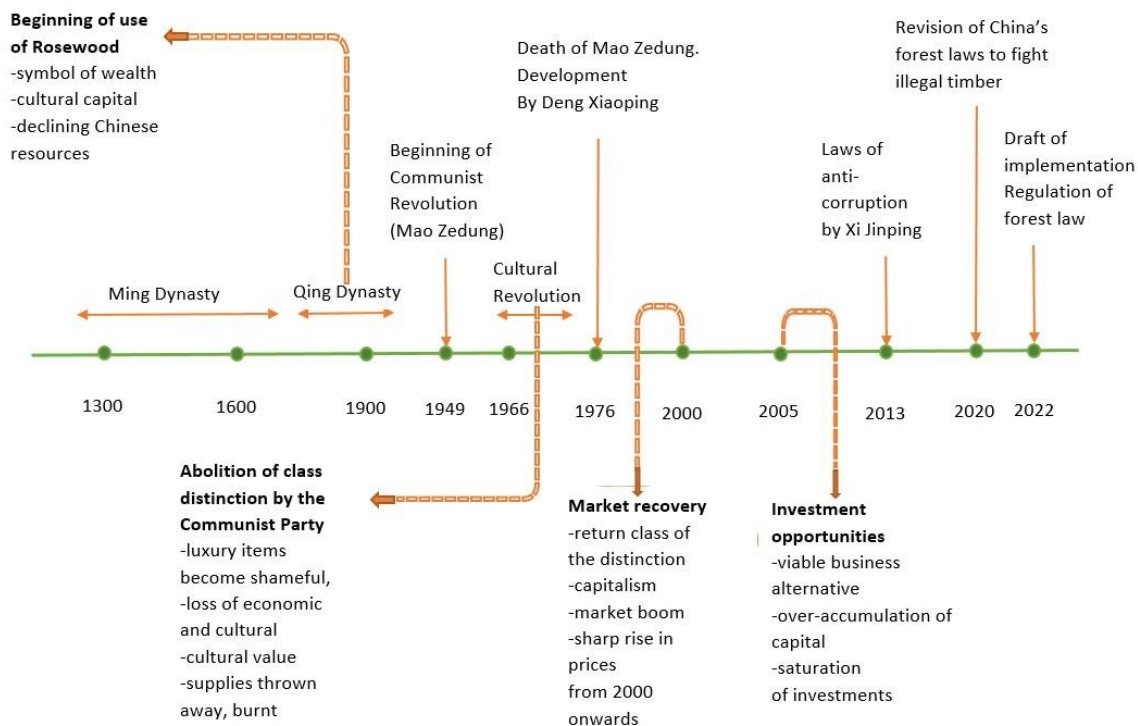 Beginning of use
of Rosewood
-symbol of wealth
-cultural capital
-declining Chinese
resources
Death of Mao Zedung.
Development
By Deng Xiaoping
Revision of China’s
forest laws to fight
illegal timber
Beginning of
Communist
Revolution
(Mao Zedung)
Laws of
anti-
corruption
by Xi Jinping
Draft of
implementation
Regulation of
forest law
Ming Dynasty
Qing Dynasty
Cultural
Revolution
1300
1600
1900
1949
1966
1976
2000
2005
2013
2020
2022
Abolition of class
distinction by the
Communist Party
-luxury items
become shameful,
-loss of economic
and cultural
-cultural value
-supplies thrown
away, burnt
Market recovery
-return class of
the distinction
-capitalism
-market boom
-sharp rise in
prices
from 2000
onwards
Investment
opportunities
-viable business
alternative
-over-accumulation of
capital
-saturation
of investments